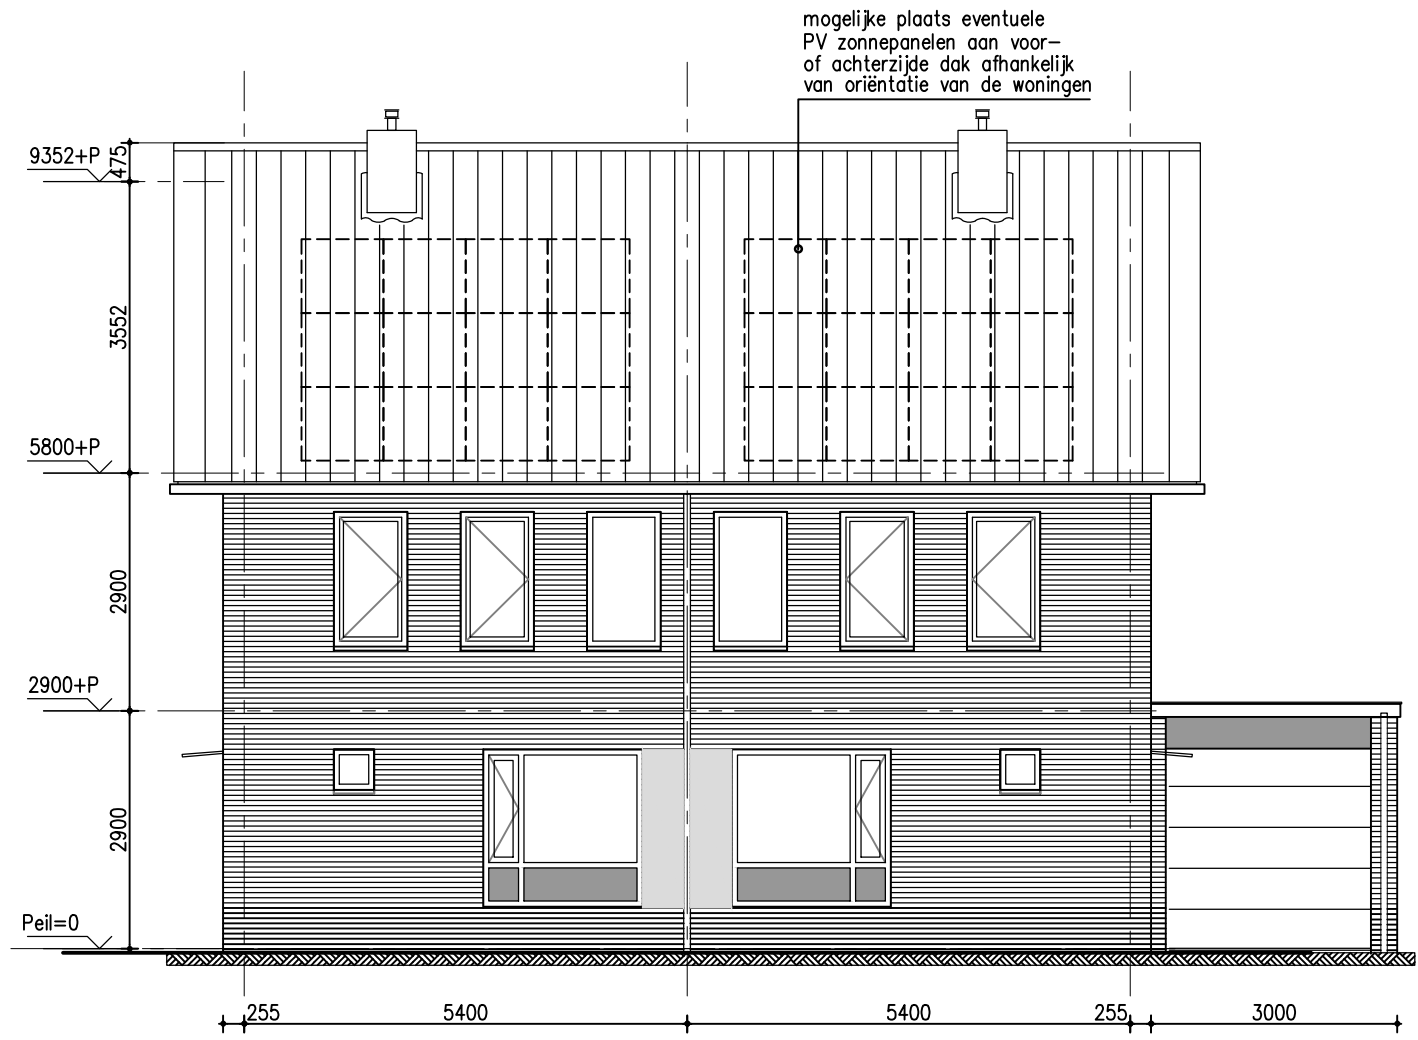 mogelijke plaats eventuele
PV zonnepanelen aan voor-
of achterzijde dak afhankelijk
van oriëntatie van de woningen
9352+P
475
3552
5800+P
2900
2900+P
2900
Peil=0
255
5400
5400
255
3000